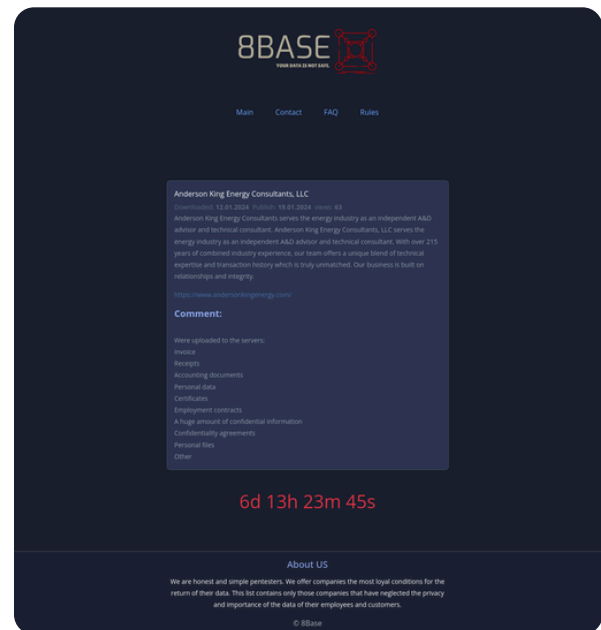 8BASE
YOUR DATA IS NOT SAFE.
Main Contact FAQ Rules
Anderson King Energy Consultants, LLC
Downloaded: 12.01.2024 Publish: 19.01.2024 views: 63
Anderson King Energy Consultants serves the energy industry as an independent A&D
advisor and technical consultant. Anderson King Energy Consultants, LLC serves the
energy industry as an independent A&D advisor and technical consultant. With over 215
years of combined industry experience, our team offers a unique blend of technical
expertise and transaction history which is truly unmatched. Our business is built on
relationships and integrity.
https://www.andersonkingenergy.com/
Comment:
Were uploaded to the servers:
Invoice
Receipts
Accounting documents
Personal data
Certificates
Employment contracts
A huge amount of confidential information
Confidentiality agreements
Personal files
Other
6d 13h 23m 45s
About US
We are honest and simple pentesters. We offer companies the most loyal conditions for the
return of their data. This list contains only those companies that have neglected the privacy
and importance of the data of their employees and customers.
© 8Base